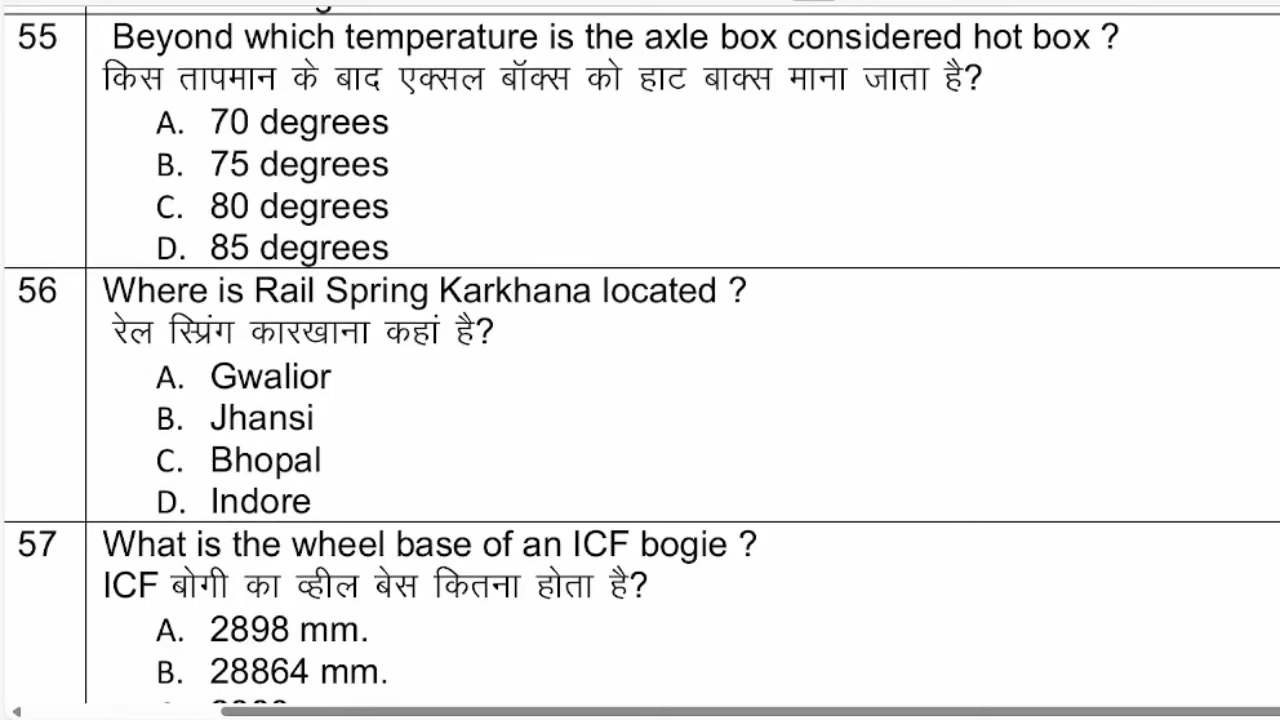 55 Beyond which temperature is the axle box considered hot box ?
किस तापमान के बाद एक्सल बॉक्स को हाट बाक्स माना जाता है?
A. 70 degrees
B. 75 degrees
C. 80 degrees
D. 85 degrees
56 Where is Rail Spring Karkhana located ?
रेल स्प्रिंग कारखाना कहां है?
A. Gwalior
B. Jhansi
C. Bhopal
D. Indore
57 What is the wheel base of an ICF bogie ?
ICF बोगी का व्हील बेस कितना होता है?
A. 2898 mm.
B. 28864 mm.